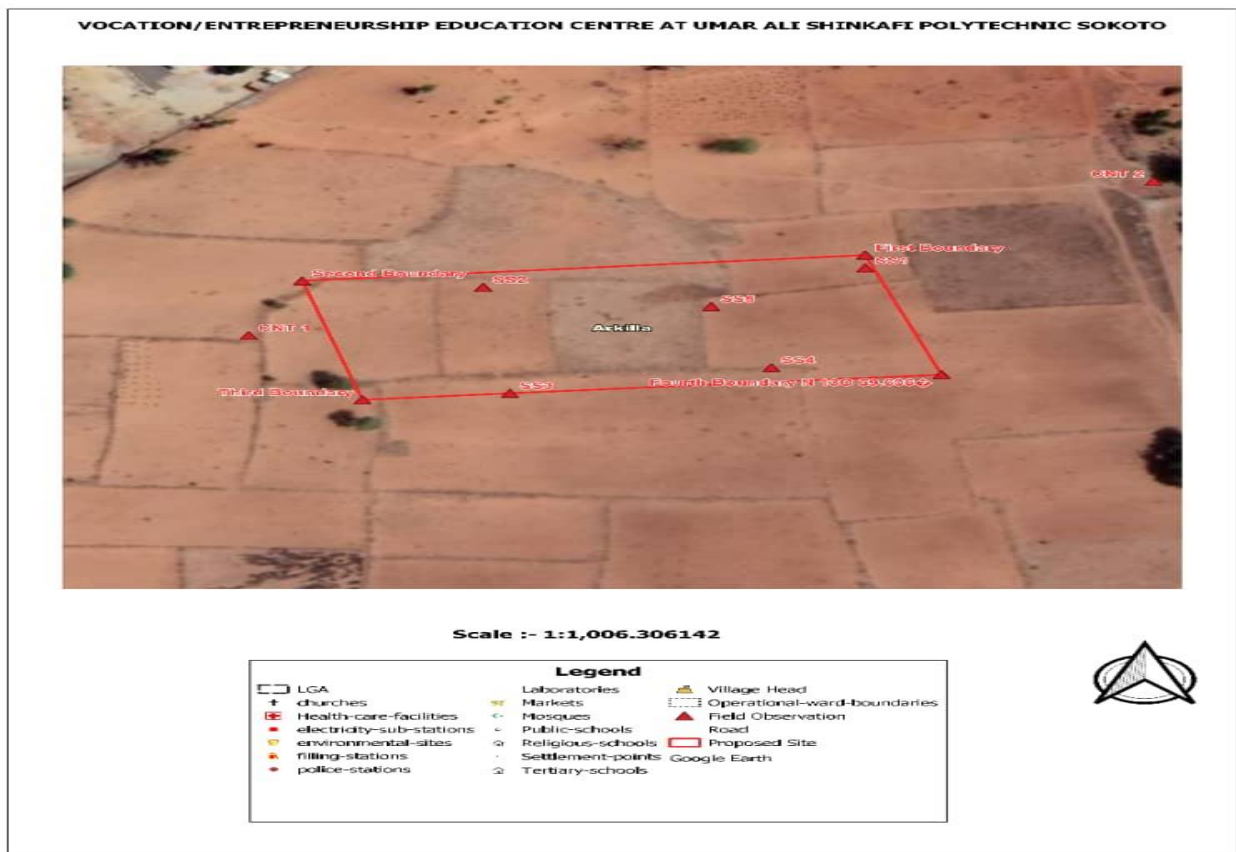 VOCATION/ENTREPRENEURSHIP EDUCATION CENTRE AT UMAR ALI SHINKAFI POLYTECHNIC SOKOTO
CNT 2
First Boundary
Second Boundary
SS2
SS5
CNT 1
Arkilla
SS4
Third Boundary
SS3
Fourth Boundary N
Scale :- 1:1,006.306142
Legend
LGA
churches
Health-care-facilities
electricity-sub-stations
environmental-sites
filling-stations
police-stations
Laboratories
Markets
Mosques
Public-schools
Religious-schools
Settlement-points
Tertiary-schools
Village Head
Operational-ward-boundaries
Field Observation
Road
Proposed Site
Google Earth